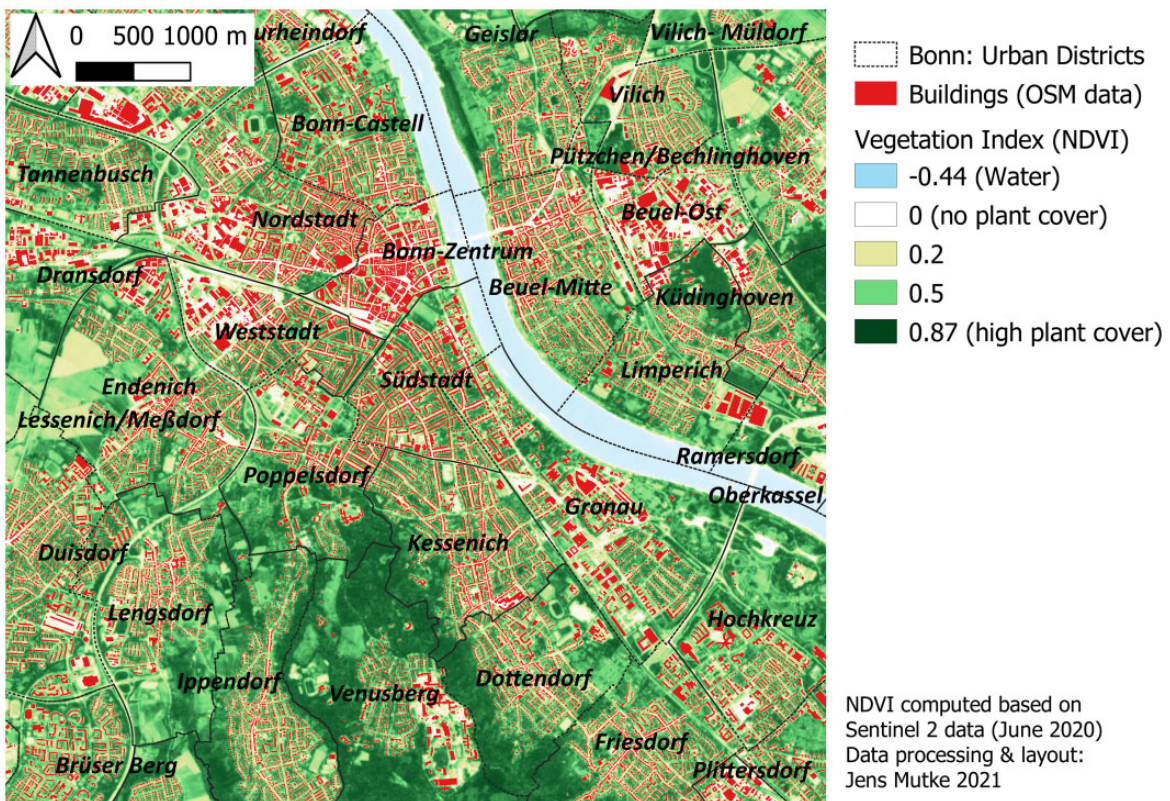 0 500 1000 m
urheindorf
Geislar
Vilich- Müldorf
Vilich
Bonn-Castell
Pützchen/Bechlinghoven
Tannenbusch
Nordstadt
Beuel-Ost
Bonn-Zentrum
Dransdorf
Beuel-Mitte
Küdinghoven
Weststadt
Limperich
Südstadt
Endenich
Lessenich/Meßdorf
Ramersdorf
Poppelsdorf
Oberkassel
Gronau
Kessenich
Duisdorf
Lengsdorf
Hochkreuz
Ippendorf
Venusberg
Dottendorf
Friesdorf
Brüser Berg
Plittersdorf
Bonn: Urban Districts
Buildings (OSM data)
Vegetation Index (NDVI)
-0.44 (Water)
0 (no plant cover)
0.2
0.5
0.87 (high plant cover)
NDVI computed based on
Sentinel 2 data (June 2020)
Data processing & layout:
Jens Mutke 2021